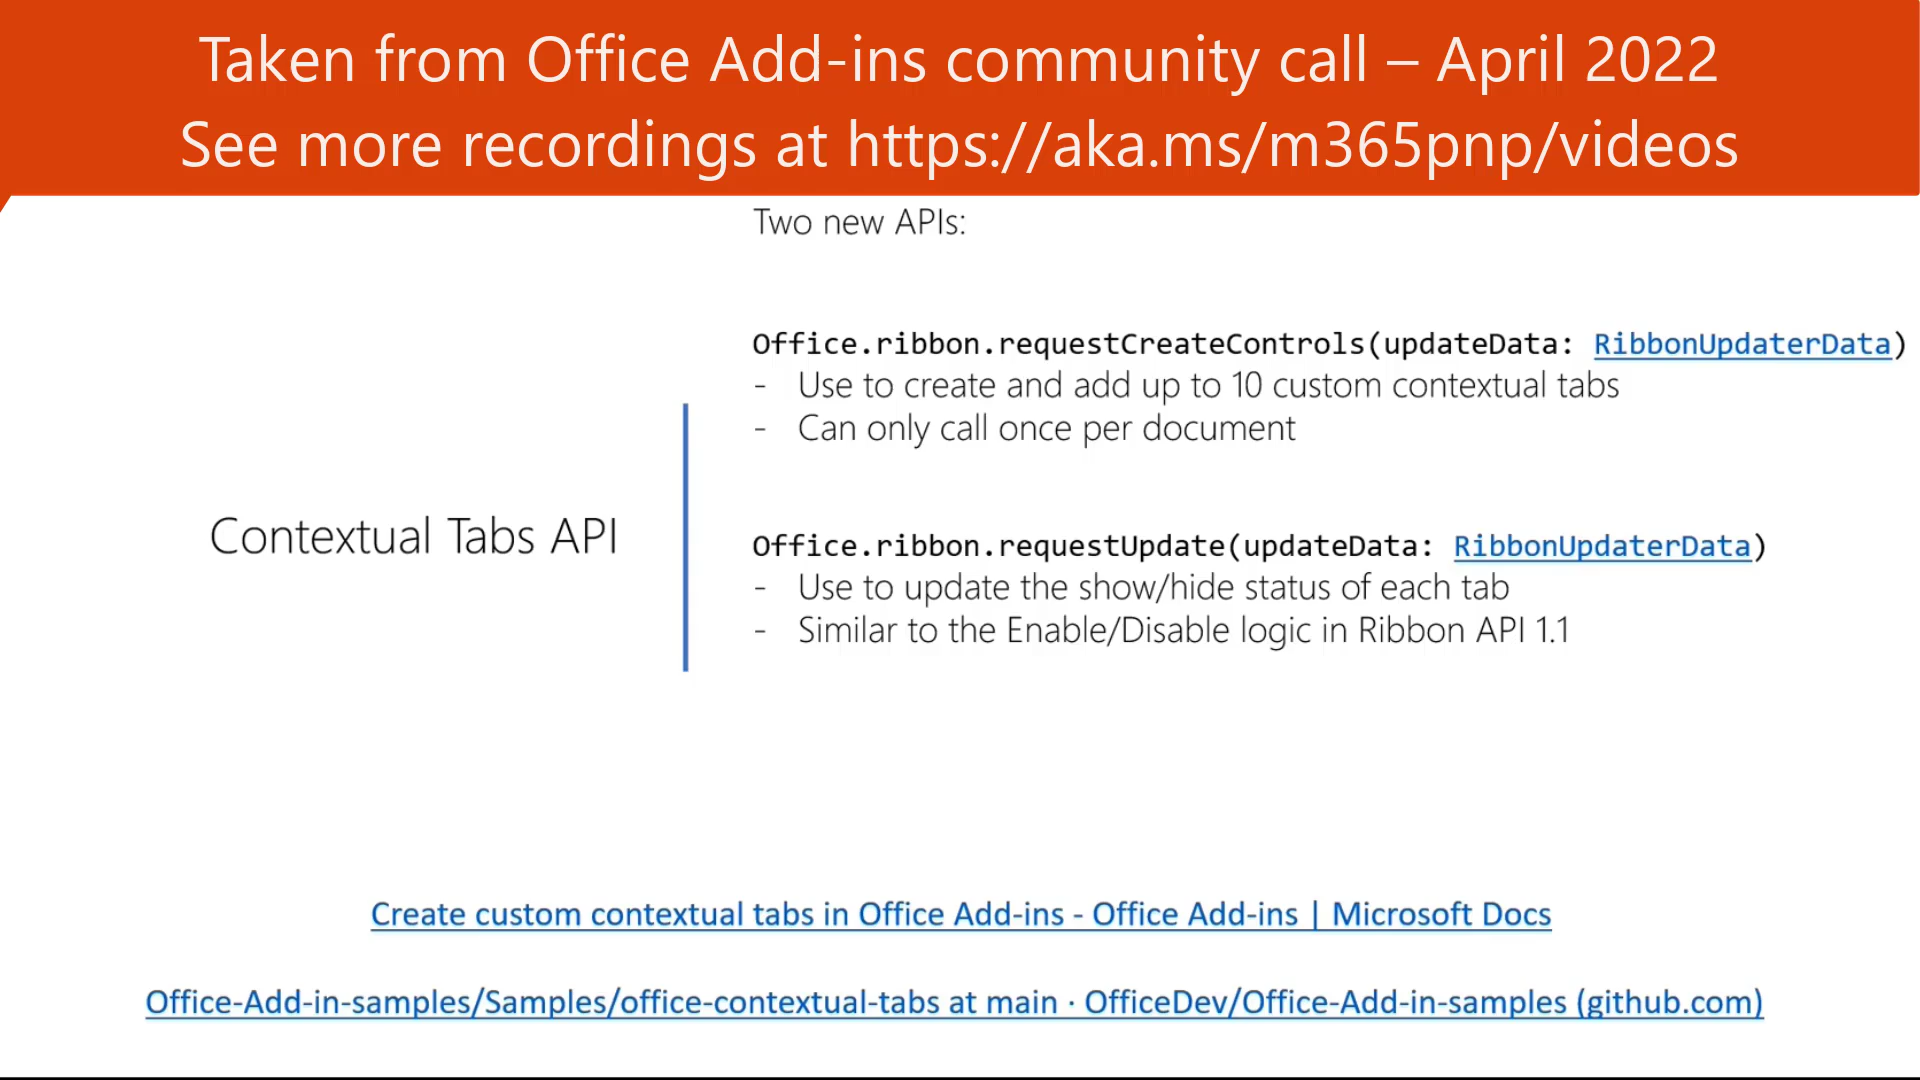 Taken from Office Add-ins community call – April 2022
See more recordings at https://aka.ms/m365pnp/videos
Two new APIs:
Office.ribbon.requestCreateControls(updateData: RibbonUpdaterData)
- Use to create and add up to 10 custom contextual tabs
- Can only call once per document
Contextual Tabs API
Office.ribbon.requestUpdate(updateData: RibbonUpdaterData)
- Use to update the show/hide status of each tab
- Similar to the Enable/Disable logic in Ribbon API 1.1
Create custom contextual tabs in Office Add-ins - Office Add-ins | Microsoft Docs
Office-Add-in-samples/Samples/office-contextual-tabs at main · OfficeDev/Office-Add-in-samples (github.com)